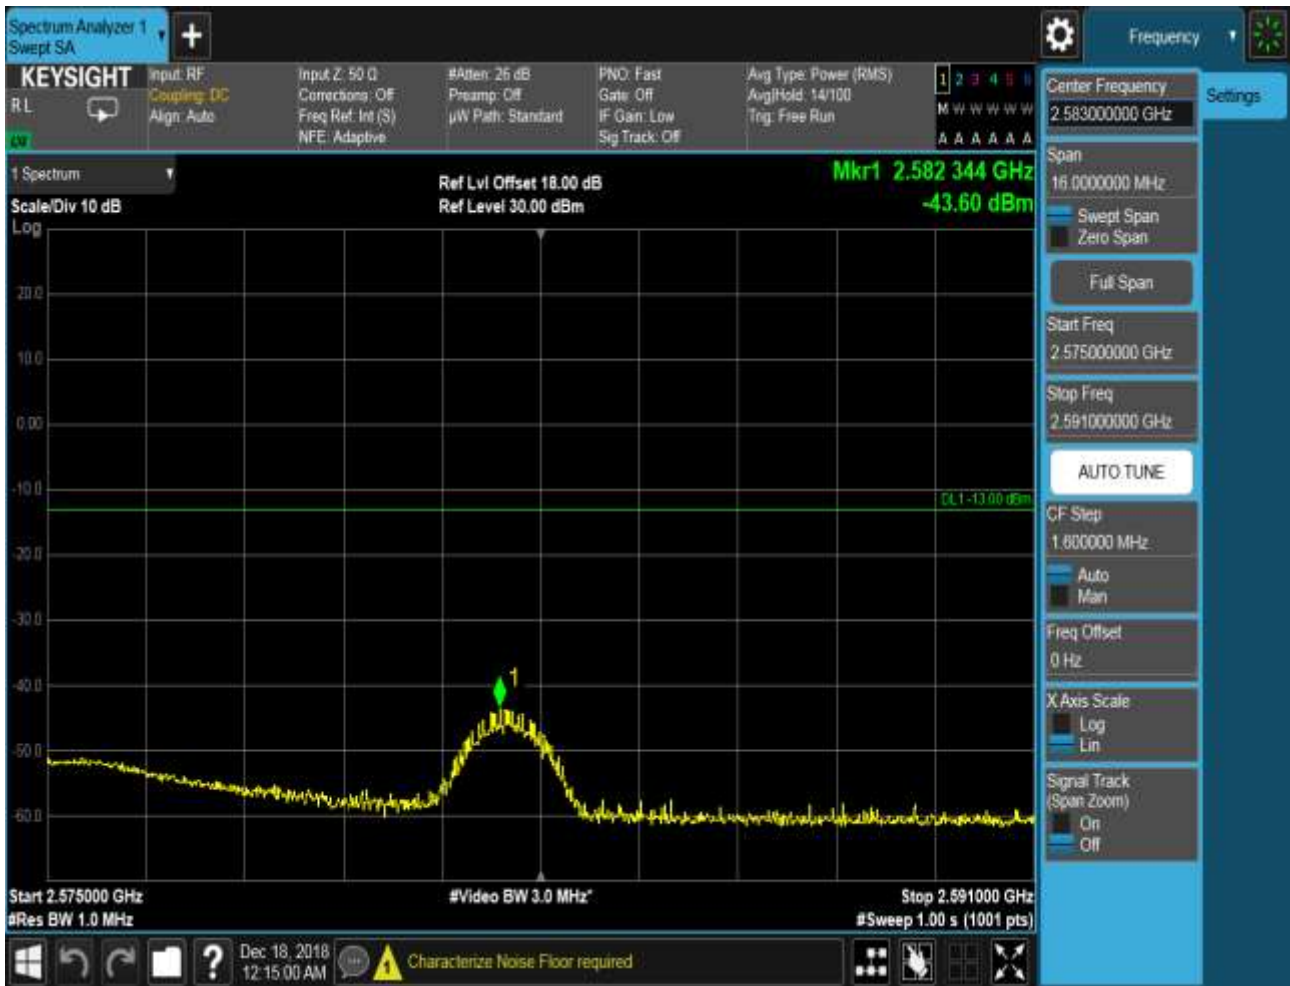 Spectrum Analyzer 1
Swept SA
Frequency
KEYSIGHT
RL
Input: RF
Coupling: DC
Align: Auto
Input Z: 50 Ω
Corrections: Off
Freq Ref: Int (S)
NFE: Adaptive
#Atten: 26 dB
Preamp: Off
µW Path: Standard
PNO: Fast
Gate: Off
IF Gain: Low
Sig Track: Off
Avg Type: Power (RMS)
Avg|Hold: 14/100
Trig: Free Run
1 2 3 4 5 6
M W W W W W
A A A A A A
Center Frequency
2.583000000 GHz
Settings
1 Spectrum
Scale/Div 10 dB
Log
Ref Lvl Offset 18.00 dB
Ref Level 30.00 dBm
Mkr1 2.582 344 GHz
-43.60 dBm
Span
16.0000000 MHz
Swept Span
Zero Span
Full Span
Start Freq
2.575000000 GHz
Stop Freq
2.591000000 GHz
AUTO TUNE
CF Step
1.600000 MHz
Auto
Man
Freq Offset
0 Hz
X Axis Scale
Log
Lin
Signal Track
(Span Zoom)
On
Off
20.0
10.0
0.00
-10.0
DL1 -13.00 dBm
-20.0
-30.0
-40.0
1
-50.0
-60.0
Start 2.575000 GHz
#Video BW 3.0 MHz*
Stop 2.591000 GHz
#Res BW 1.0 MHz
#Sweep 1.00 s (1001 pts)
?
Dec 18, 2018
12:15:00 AM
Characterize Noise Floor required